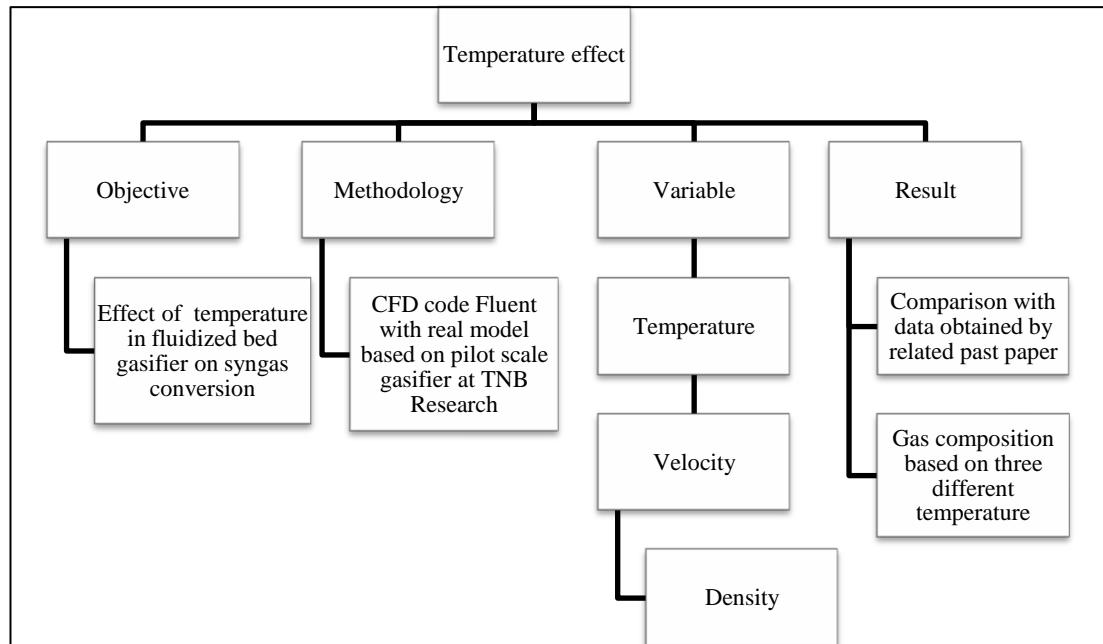 Temperature effect
Objective
Methodology
Variable
Result
Effect of temperature
in fluidized bed
gasifier on syngas
conversion
CFD code Fluent
with real model
based on pilot scale
gasifier at TNB
Research
Temperature
Velocity
Density
Comparison with
data obtained by
related past paper
Gas composition
based on three
different
temperature